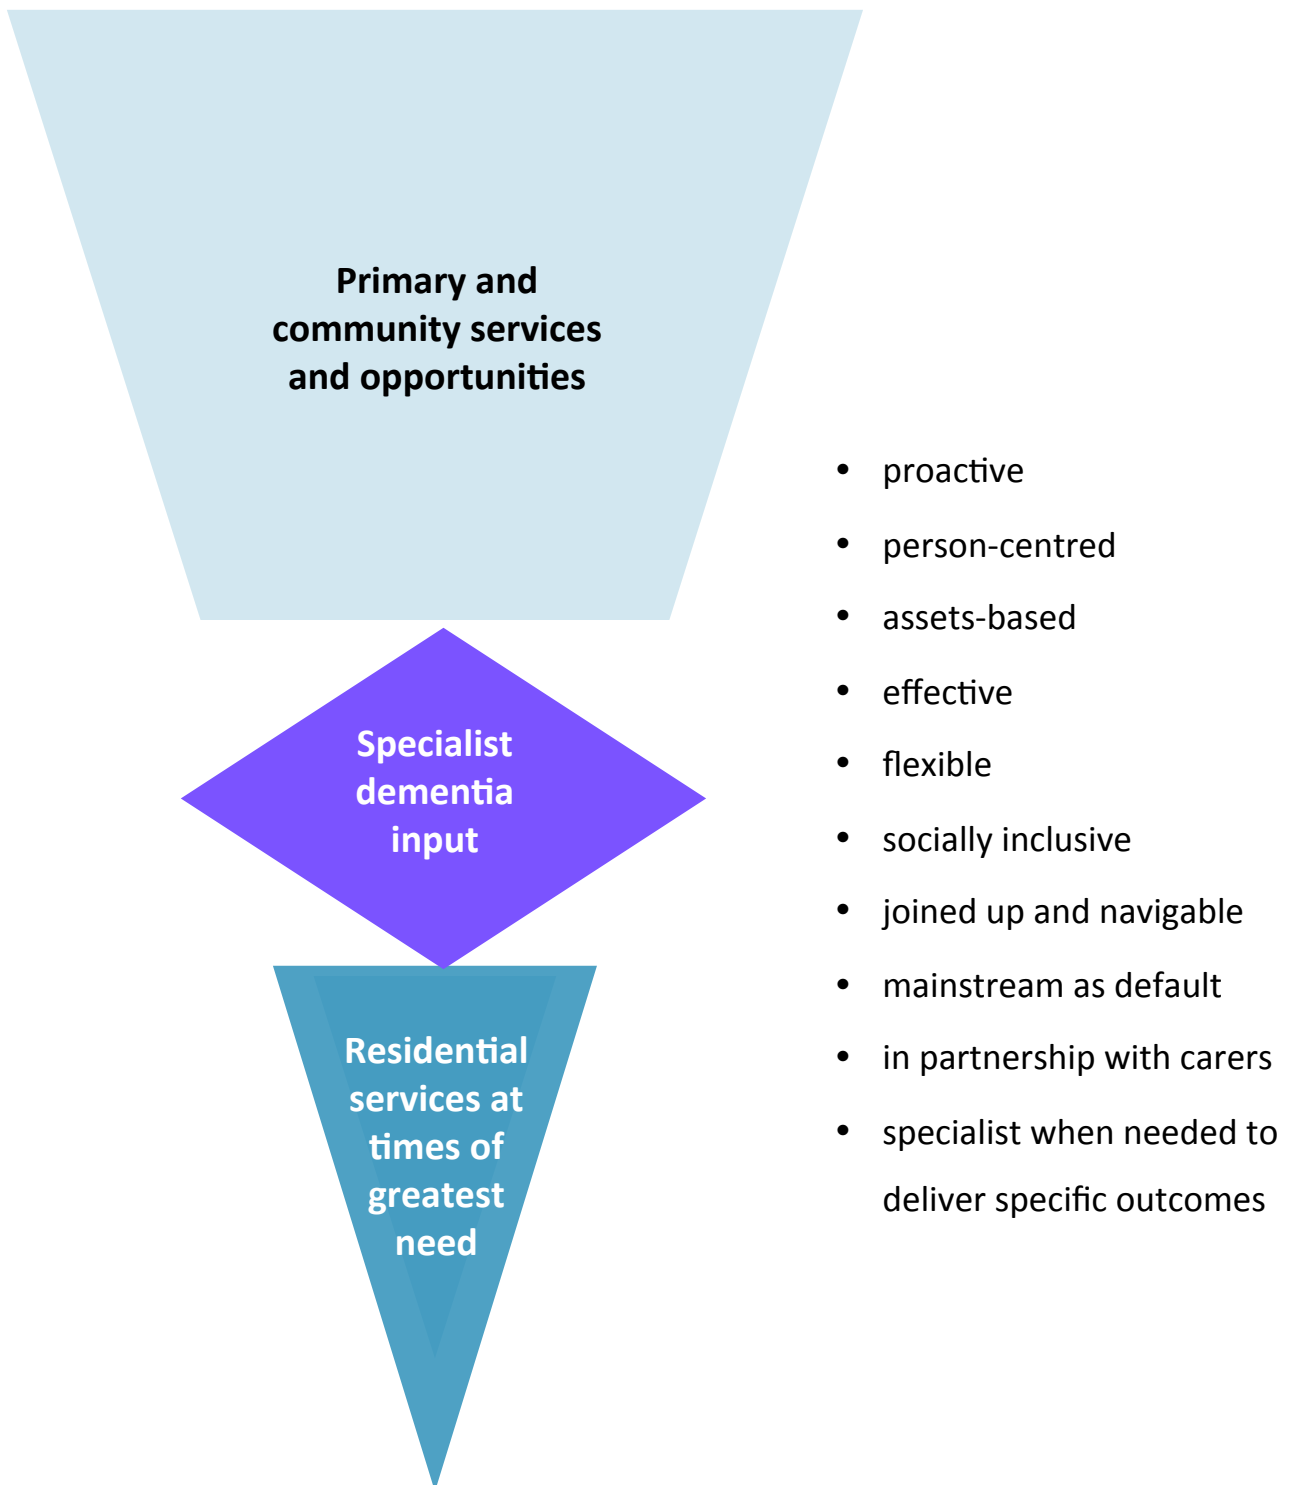 Primary and
community services
and opportunities
Specialist
dementia
input
Residential
services at
times of
greatest
need
• proactive
• person-centred
• assets-based
• effective
• flexible
• socially inclusive
• joined up and navigable
• mainstream as default
• in partnership with carers
• specialist when needed to
deliver specific outcomes